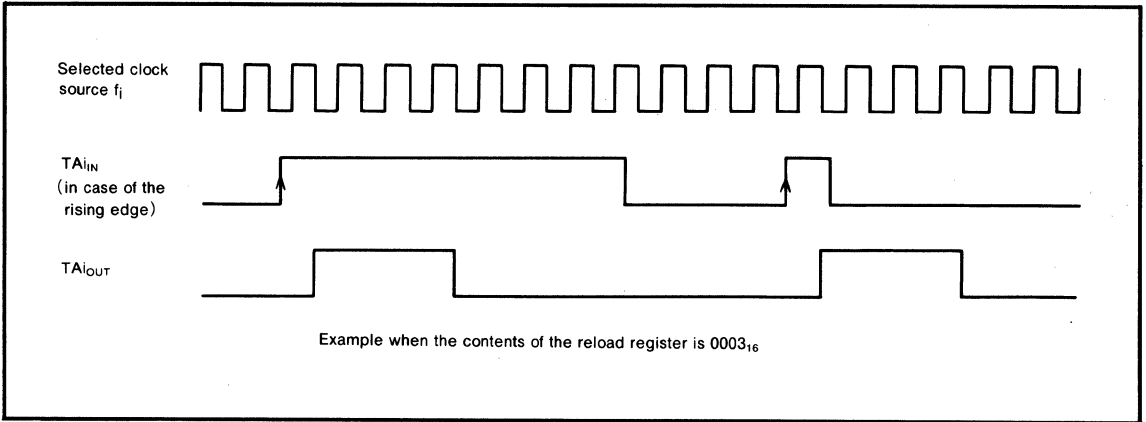 Selected clock
source fᵢ
TAiIN
(in case of the
rising edge)
TAiOUT
Example when the contents of the reload register is 0003₁₆